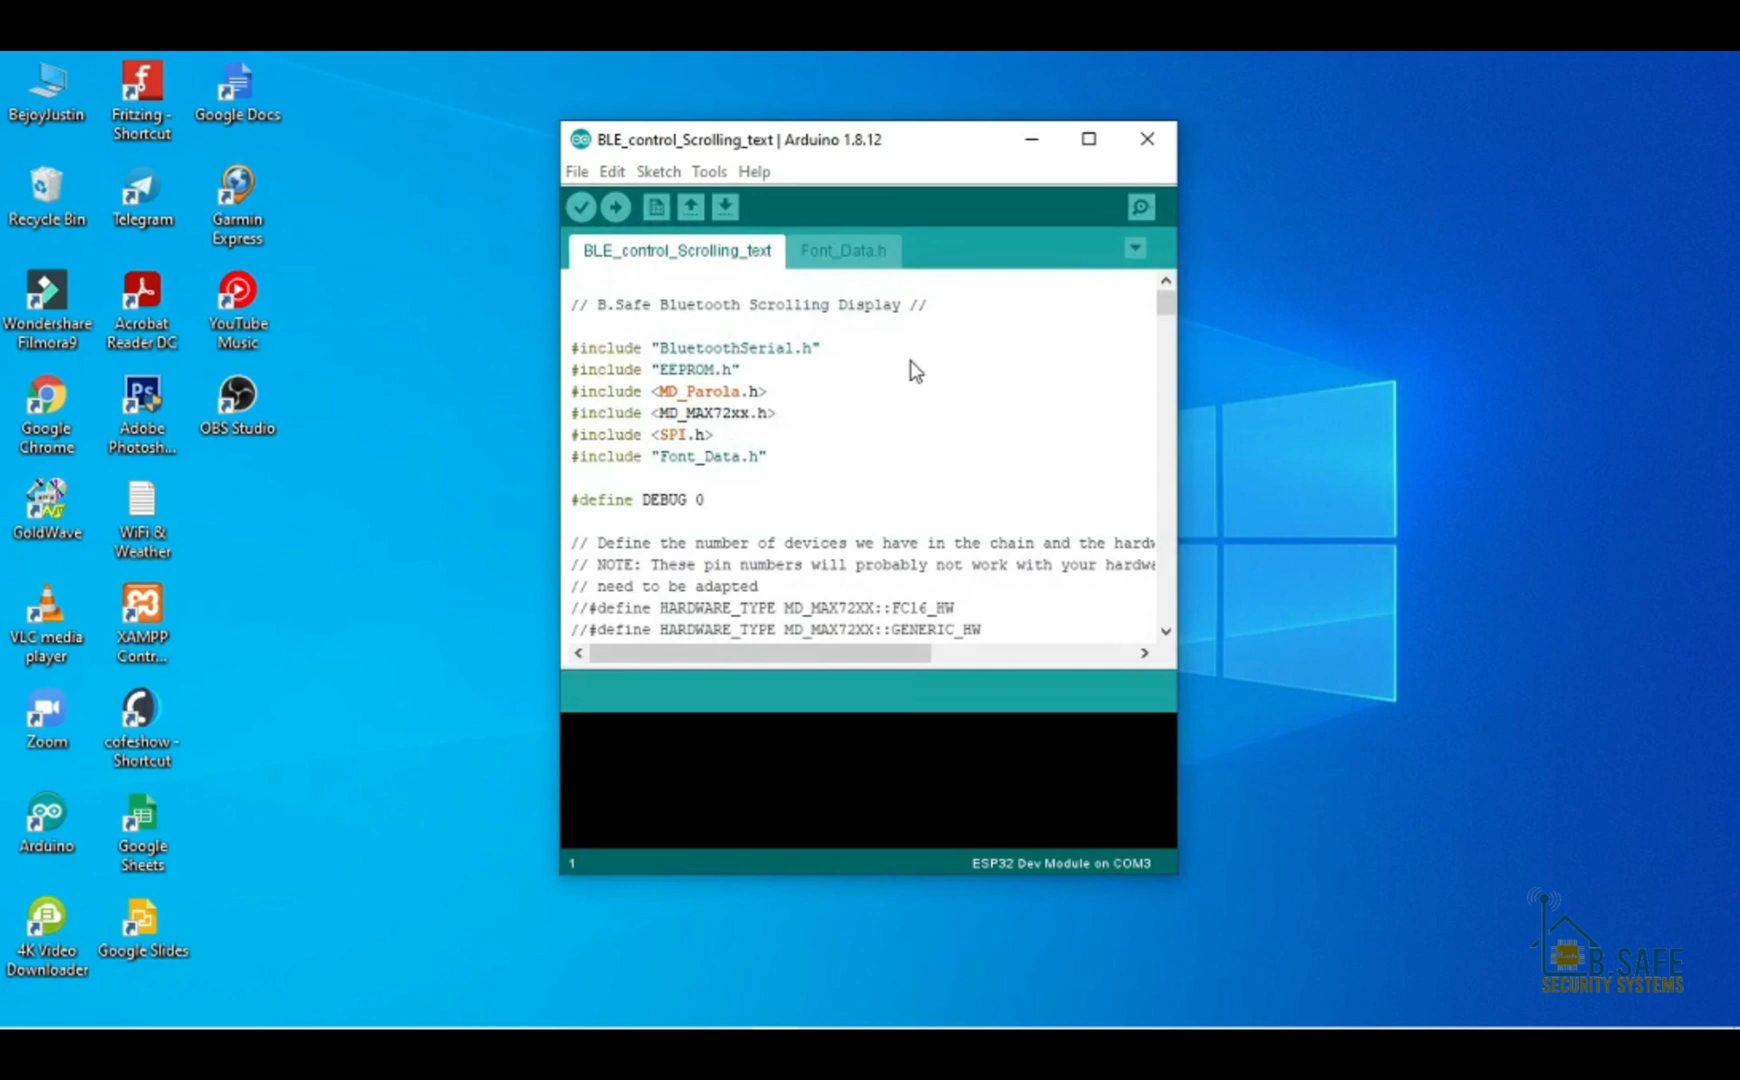 BejoyJustin
Fritzing -
Shortcut
Google Docs
Recycle Bin
Telegram
Garmin
Express
Wondershare
Filmora9
Acrobat
Reader DC
YouTube
Music
Google
Chrome
Adobe
Photosh...
OBS Studio
GoldWave
WiFi &
Weather
VLC media
player
XAMPP
Contr...
Zoom
cofeshow -
Shortcut
Arduino
Google
Sheets
4K Video
Downloader
Google Slides
BLE_control_Scrolling_text | Arduino 1.8.12
File Edit Sketch Tools Help
BLE_control_Scrolling_text Font_Data.h
// B.Safe Bluetooth Scrolling Display //
#include "BluetoothSerial.h"
#include "EEPROM.h"
#include <MD_Parola.h>
#include <MD_MAX72xx.h>
#include <SPI.h>
#include "Font_Data.h"
#define DEBUG 0
// Define the number of devices we have in the chain and the hardw
// NOTE: These pin numbers will probably not work with your hardwa
// need to be adapted
//#define HARDWARE_TYPE MD_MAX72XX::FC16_HW
//#define HARDWARE_TYPE MD_MAX72XX::GENERIC_HW
1
ESP32 Dev Module on COM3
B.SAFE
SECURITY SYSTEMS